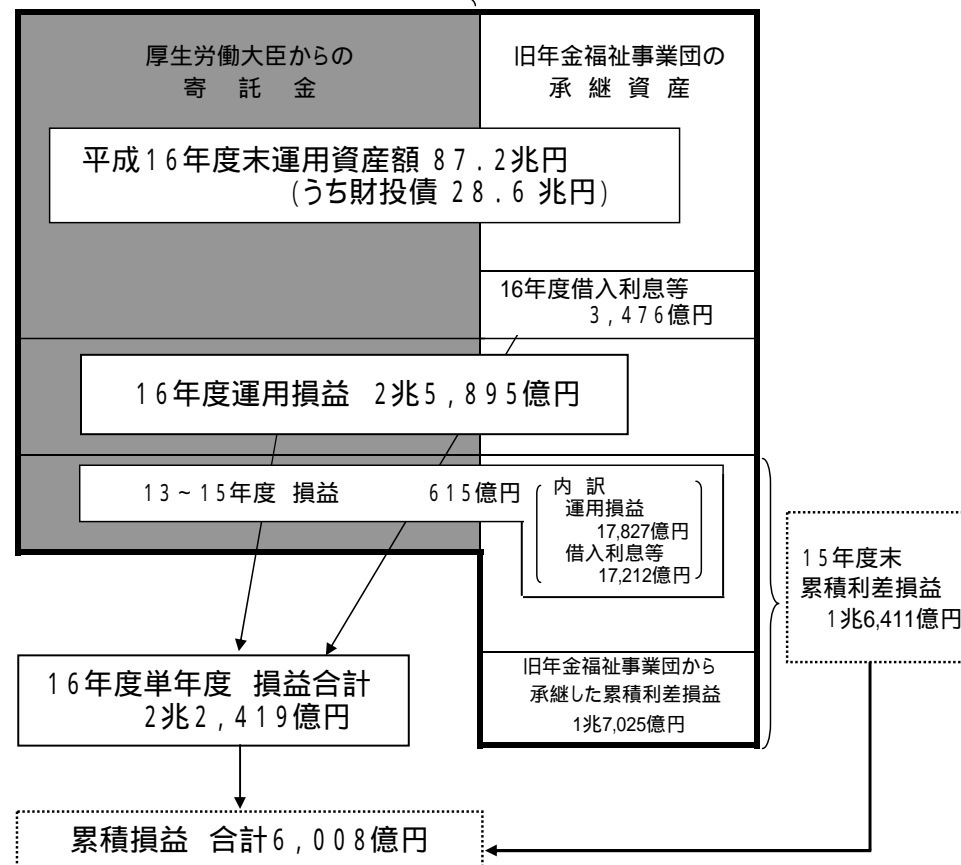 厚生労働大臣からの
寄 託 金
旧年金福祉事業団の
承 継 資 産
平成16年度末運用資産額 87.2兆円
(うち財投債 28.6 兆円)
16年度借入利息等
3,476億円
16年度運用損益 2兆5,895億円
13~15年度 損益 615億円
内 訳
運用損益
17,827億円
借入利息等
17,212億円
15年度末
累積利差損益
1兆6,411億円
16年度単年度 損益合計
2兆2,419億円
旧年金福祉事業団から
承継した累積利差損益
1兆7,025億円
累積損益 合計6,008億円